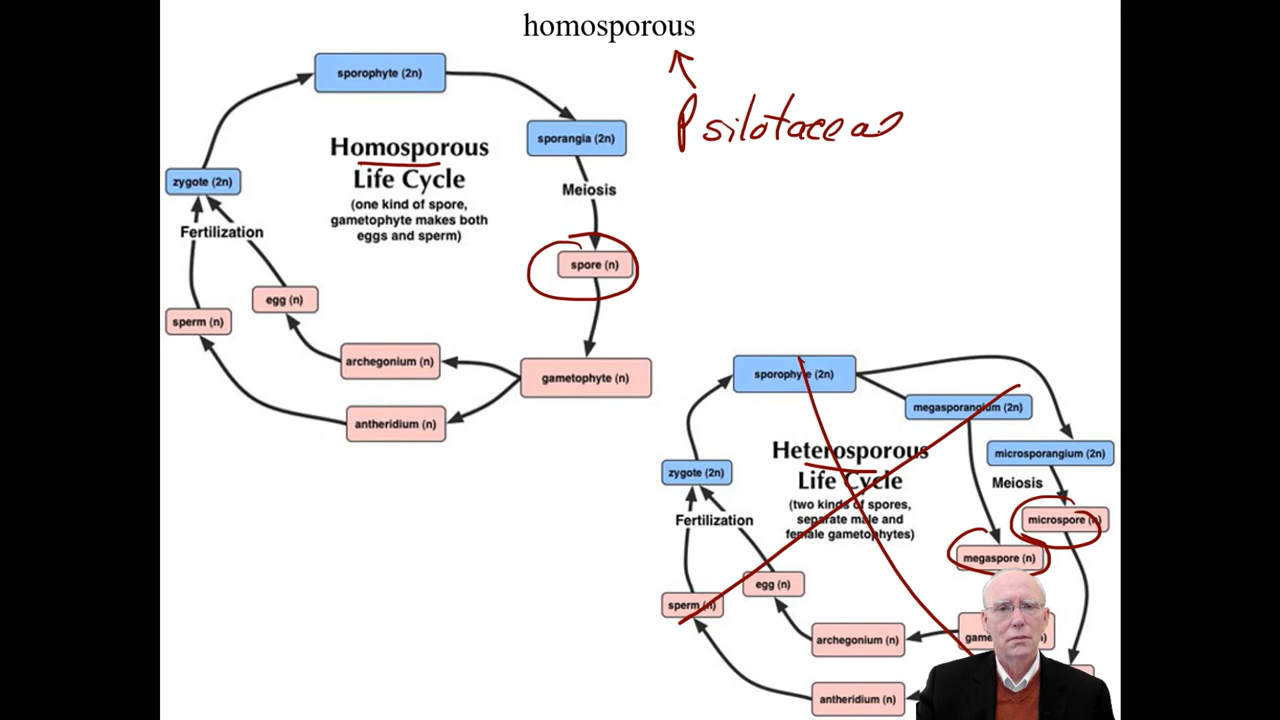 homosporous
Psilotaceae
sporophyte (2n)
sporangia (2n)
Homosporous
Life Cycle
(one kind of spore,
gametophyte makes both
eggs and sperm)
Meiosis
zygote (2n)
Fertilization
spore (n)
egg (n)
sperm (n)
archegonium (n)
gametophyte (n)
antheridium (n)
sporophyte (2n)
megasporangium (2n)
microsporangium (2n)
Heterosporous
Life Cycle
(two kinds of spores,
separate male and
female gametophytes)
zygote (2n)
Meiosis
Fertilization
microspore (n)
megaspore (n)
egg (n)
sperm (n)
archegonium (n)
antheridium (n)